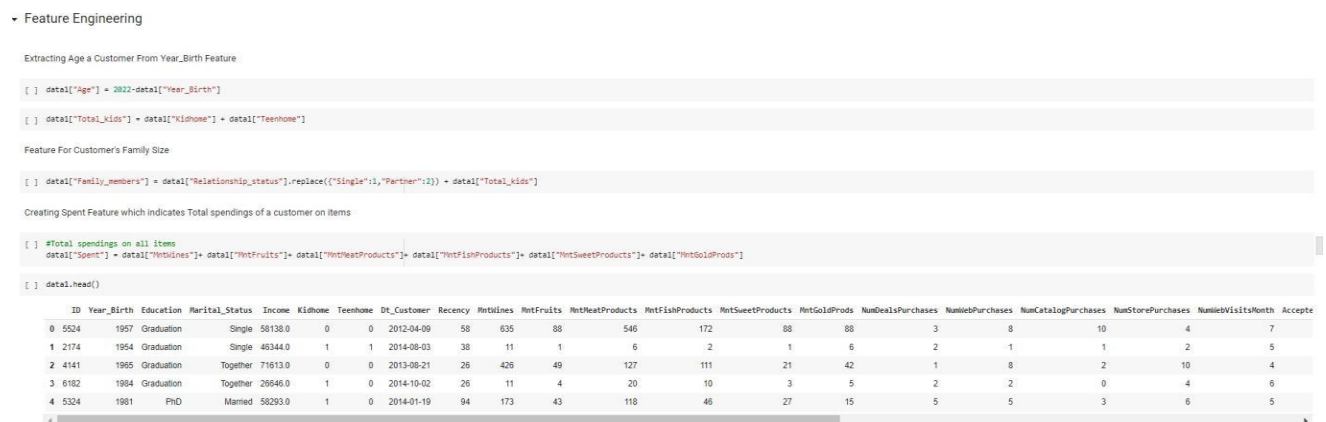 Feature Engineering
Extracting Age a Customer From Year_Birth Feature
[ ] data1["Age"] = 2022-data1["Year_Birth"]
[ ] data1["Total_kids"] = data1["Kidhome"] + data1["Teenhome"]
Feature For Customer's Family Size
[ ] data1["Family_members"] = data1["Relationship_status"].replace({"Single":1,"Partner":2}) + data1["Total_kids"]
Creating Spent Feature which indicates Total spendings of a customer on items
[ ] #Total spendings on all items
data1["Spent"] = data1["MntWines"]+ data1["MntFruits"]+ data1["MntMeatProducts"]+ data1["MntFishProducts"]+ data1["MntSweetProducts"]+ data1["MntGoldProds"]
[ ] data1.head()
ID Year_Birth Education Marital_Status Income Kidhome Teenhome Dt_Customer Recency MntWines MntFruits MntMeatProducts MntFishProducts MntSweetProducts MntGoldProds NumDealsPurchases NumWebPurchases NumCatalogPurchases NumStorePurchases NumWebVisitsMonth Accepte
0 5524 1957 Graduation Single 58138.0 0 0 2012-04-09 58 635 88 546 172 88 88 3 8 10 4 7
1 2174 1954 Graduation Single 46344.0 1 1 2014-08-03 38 11 1 6 2 1 6 2 1 1 2 5
2 4141 1965 Graduation Together 71613.0 0 0 2013-08-21 26 426 49 127 111 21 42 1 8 2 10 4
3 6182 1984 Graduation Together 26646.0 1 0 2014-10-02 26 11 4 20 10 3 5 2 2 0 4 6
4 5324 1981 PhD Married 58293.0 1 0 2014-01-19 94 173 43 118 46 27 15 5 5 3 6 5